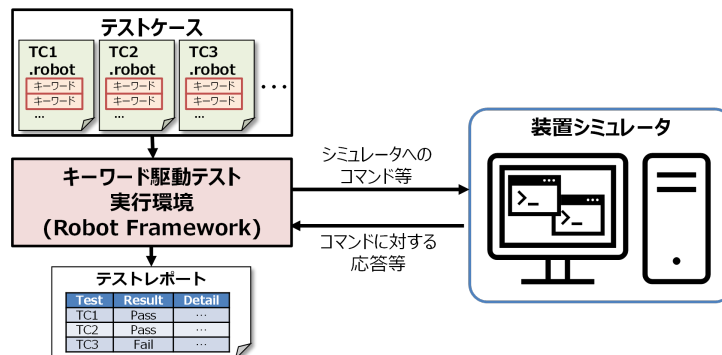 テストケース
TC1
.robot
キーワード
キーワード
...
TC2
.robot
キーワード
キーワード
...
TC3
.robot
キーワード
キーワード
...
...
キーワード駆動テスト
実行環境
(Robot Framework)
シミュレータへの
コマンド等
コマンドに対する
応答等
装置シミュレータ
>_
>_
テストレポート
Test Result Detail
TC1 Pass …
TC2 Pass …
TC3 Fail …